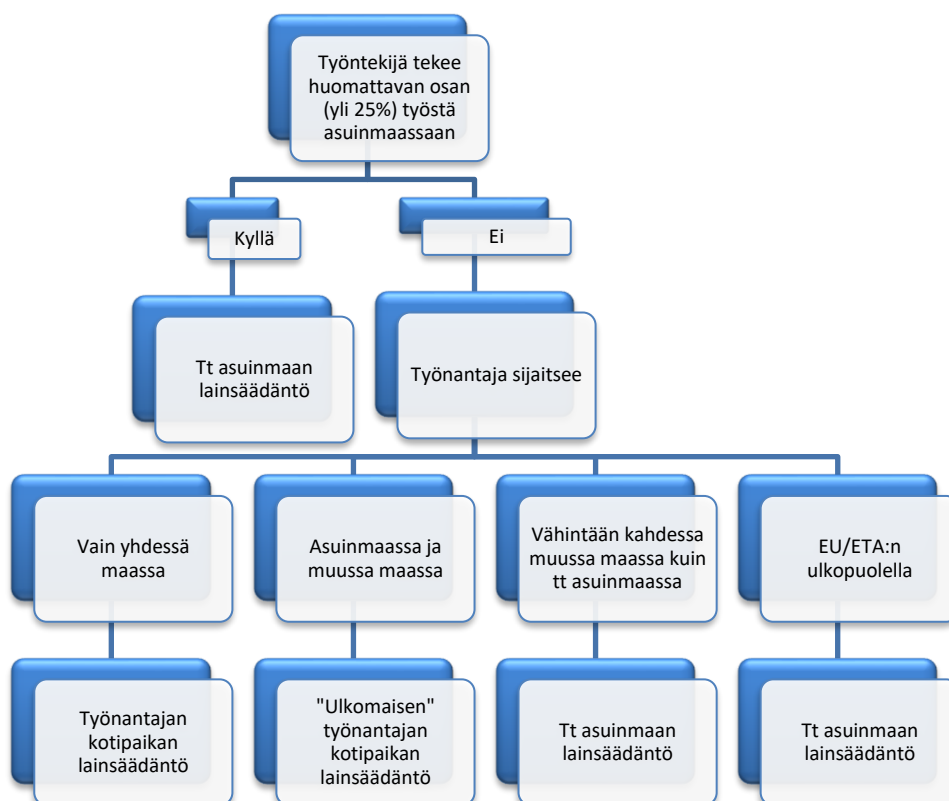 Työntekijä tekee
huomattavan osan
(yli 25%) työstä
asuinmaassaan
Kyllä
Ei
Tt asuinmaan
lainsäädäntö
Työnantaja sijaitsee
Vain yhdessä
maassa
Asuinmaassa ja
muussa maassa
Vähintään kahdessa
muussa maassa kuin
tt asuinmaassa
EU/ETA:n
ulkopuolella
Työnantajan
kotipaikan
lainsäädäntö
"Ulkomaisen"
työnantajan
kotipaikan
lainsäädäntö
Tt asuinmaan
lainsäädäntö
Tt asuinmaan
lainsäädäntö